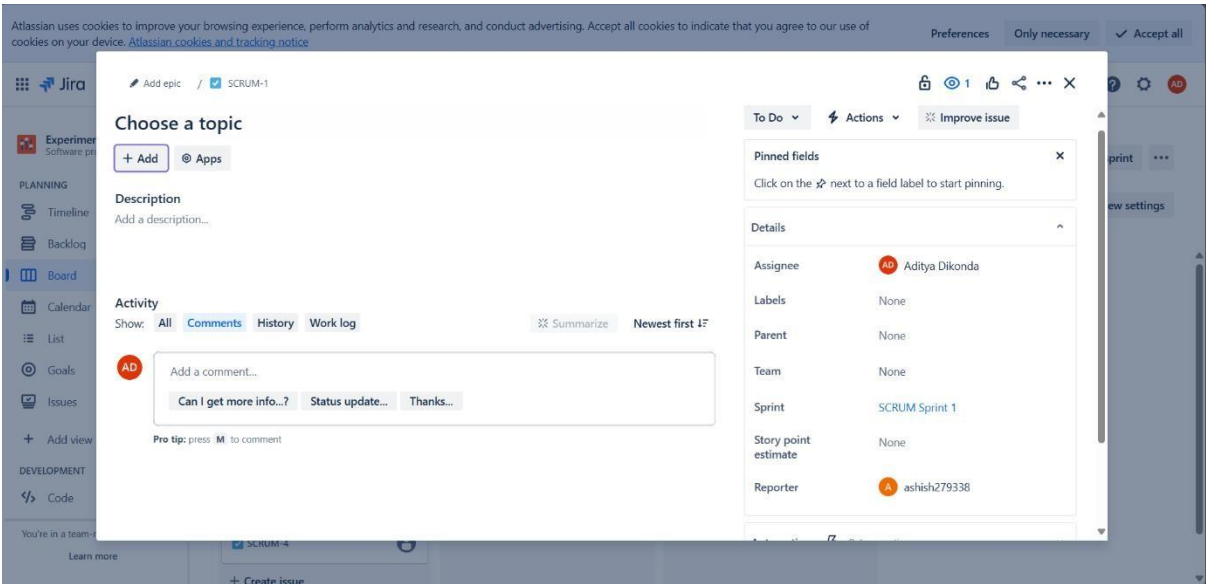 Atlassian uses cookies to improve your browsing experience, perform analytics and research, and conduct advertising. Accept all cookies to indicate that you agree to our use of
cookies on your device. Atlassian cookies and tracking notice
Preferences
Only necessary
Accept all
Jira
AD
Add epic / SCRUM-1
1
Choose a topic
+ Add
Apps
Description
Add a description...
Activity
Show: All Comments History Work log
Summarize
Newest first
AD
Add a comment...
Can I get more info...?
Status update...
Thanks...
Pro tip: press M to comment
To Do
Actions
Improve issue
Pinned fields
Click on the next to a field label to start pinning.
Details
Assignee
AD Aditya Dikonda
Labels
None
Parent
None
Team
None
Sprint
SCRUM Sprint 1
Story point
estimate
None
Reporter
A ashish279338
Experimer
Software pr
PLANNING
Timeline
Backlog
Board
Calendar
List
Goals
Issues
+ Add view
DEVELOPMENT
Code
You're in a team-
Learn more
SCRUM-4
+ Create issue
print
ew settings